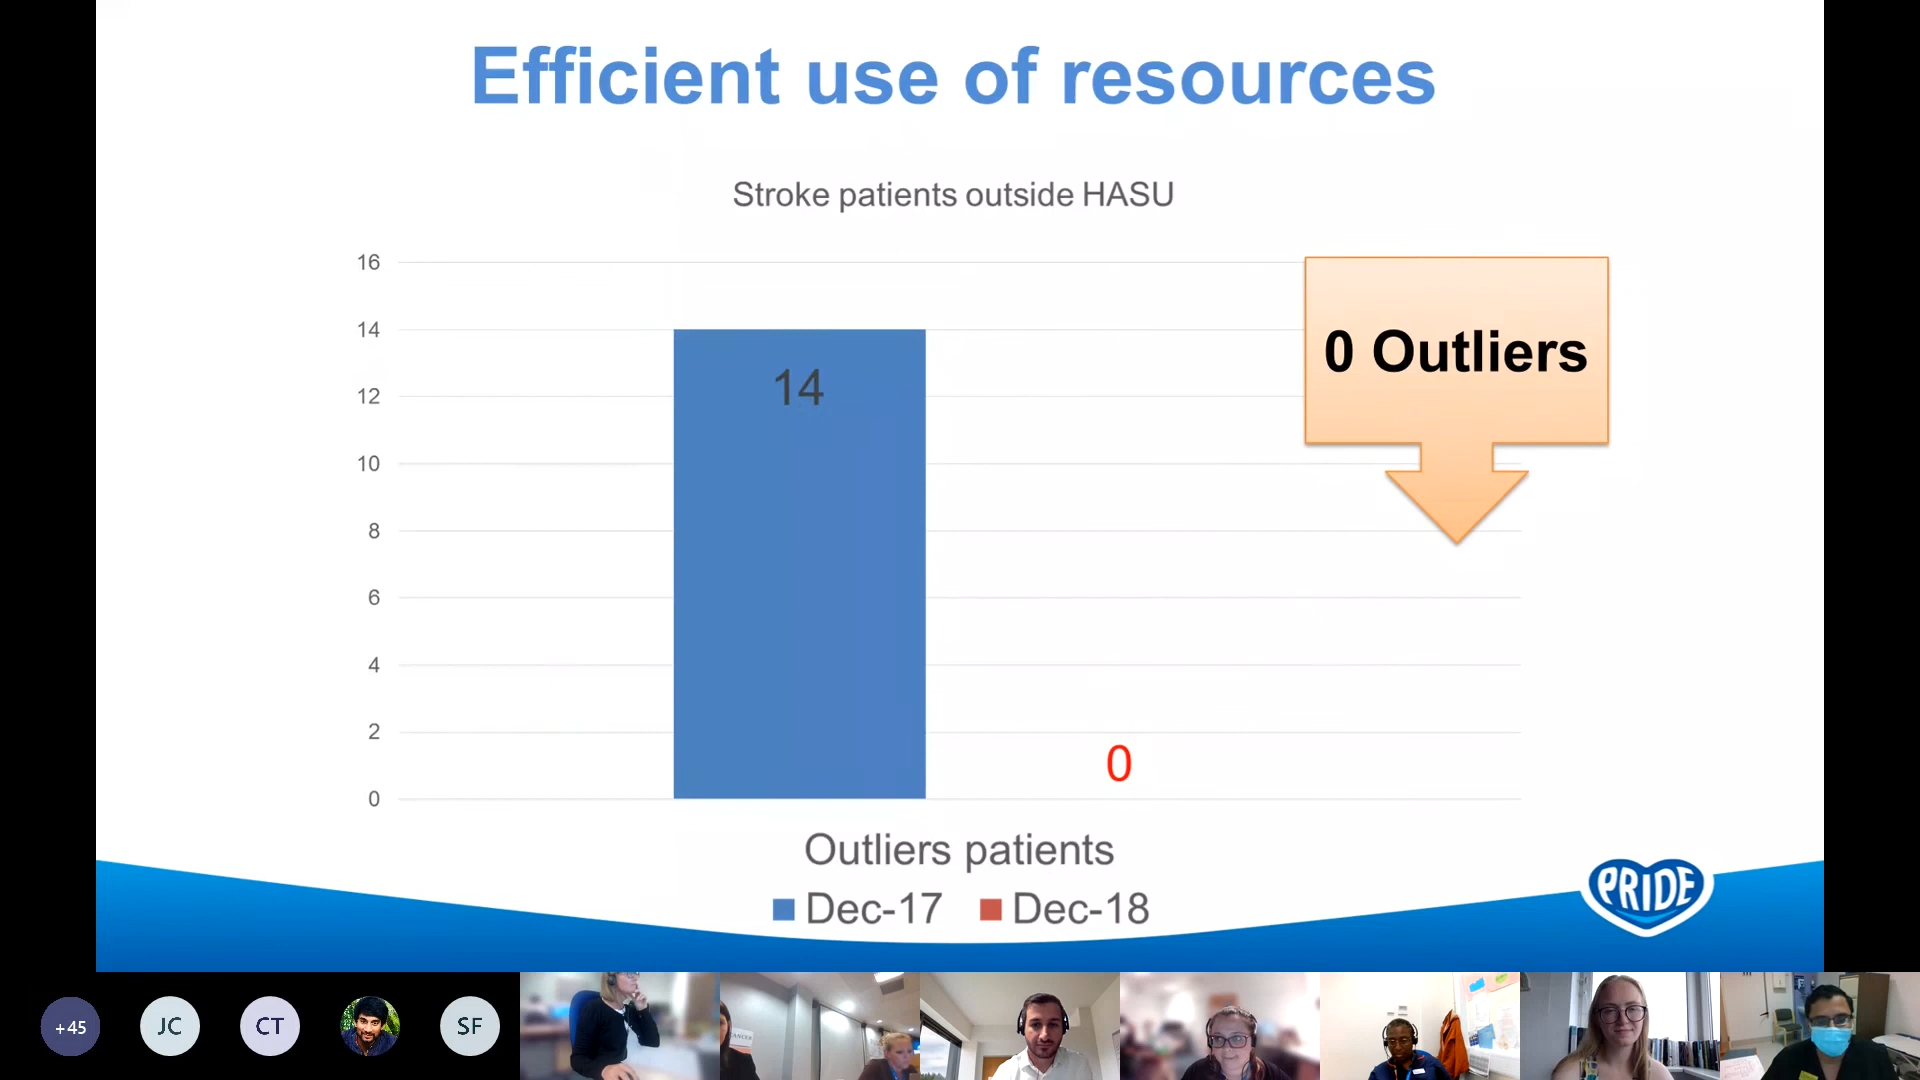 Efficient use of resources
Stroke patients outside HASU
16
14
12
10
8
6
4
2
0
14
0
0 Outliers
Outliers patients
Dec-17 Dec-18
PRIDE
+45
JC
CT
SF